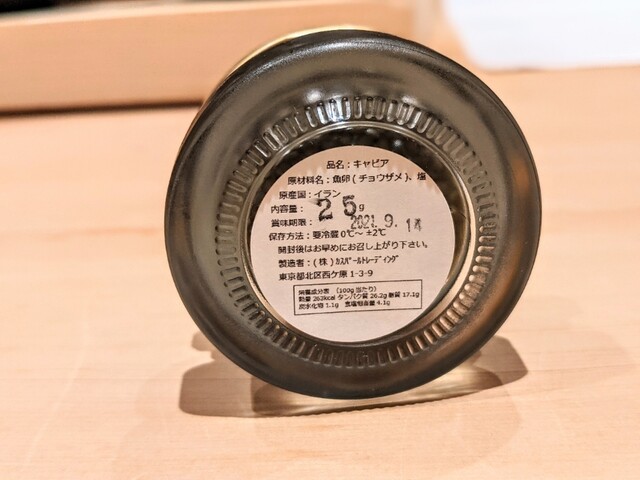 品名：キャビア
原材料名：魚卵(チョウザメ)、塩
原産国：イラン
内容量：25g
賞味期限：2021.9.14
保存方法：要冷蔵0℃～±2℃
開封後はお早めにお召し上がり下さい。
製造者：(株)ｶｽﾊﾟｰﾙﾄﾚｰﾃﾞｨﾝｸﾞ
東京都北区西ケ原1-3-9
栄養成分表 (100g当たり)
熱量 263kcal タンパク質 26.2g 脂質 17.1g
炭水化物 1.1g 食塩相当量 4.1g